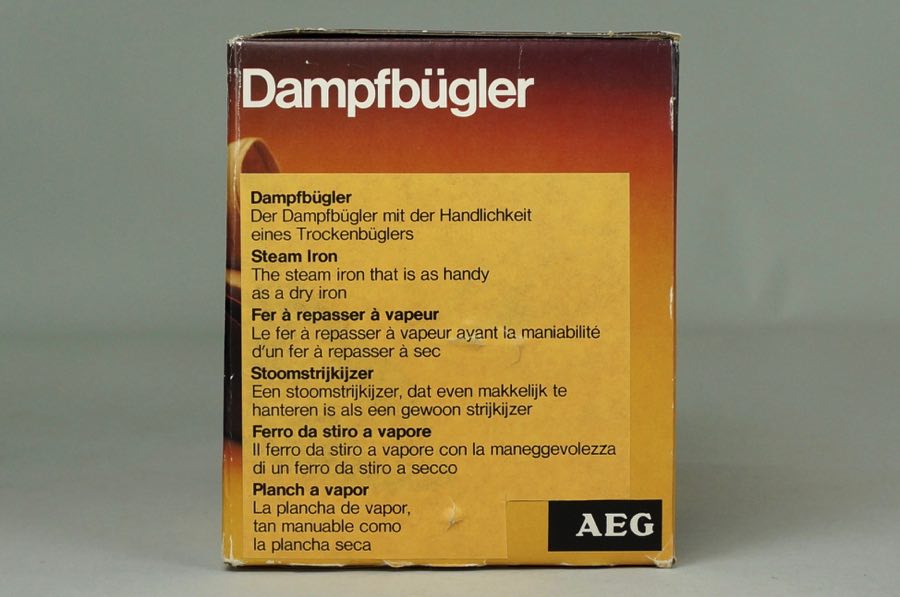 Dampfbügler
Dampfbügler
Der Dampfbügler mit der Handlichkeit
eines Trockenbüglers
Steam Iron
The steam iron that is as handy
as a dry iron
Fer à repasser à vapeur
Le fer à repasser à vapeur ayant la maniabilité
d'un fer à repasser à sec
Stoomstrijkijzer
Een stoomstrijkijzer, dat even makkelijk te
hanteren is als een gewoon strijkijzer
Ferro da stiro a vapore
Il ferro da stiro a vapore con la maneggevolezza
di un ferro da stiro a secco
Planch a vapor
La plancha de vapor,
tan manuable como
la plancha seca
AEG